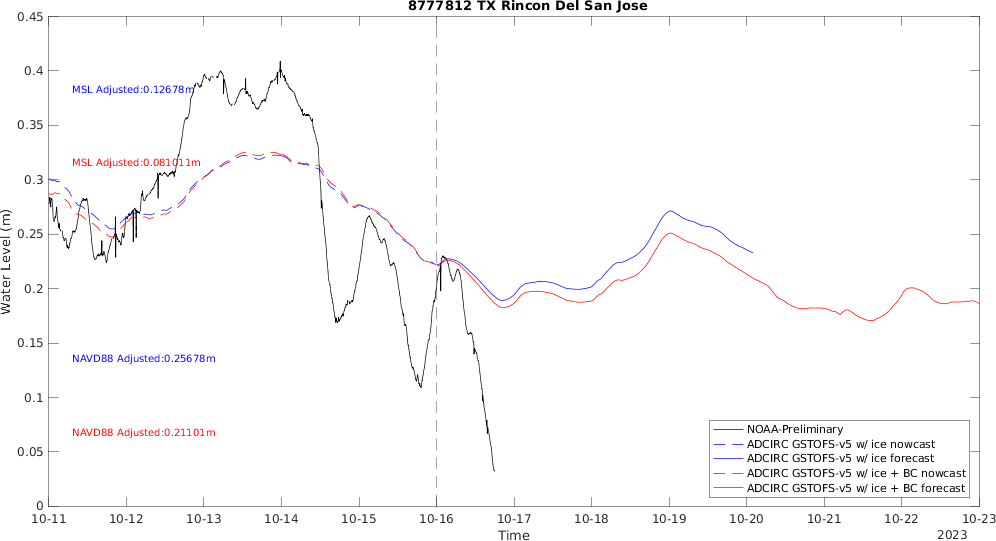 8777812 TX Rincon Del San Jose
0.45
0.4
0.35
0.3
0.25
0.2
0.15
0.1
0.05
0
Water Level (m)
MSL Adjusted:0.12678m
MSL Adjusted:0.081011m
NAVD88 Adjusted:0.25678m
NAVD88 Adjusted:0.21101m
NOAA-Preliminary
ADCIRC GSTOFS-v5 w/ ice nowcast
ADCIRC GSTOFS-v5 w/ ice forecast
ADCIRC GSTOFS-v5 w/ ice + BC nowcast
ADCIRC GSTOFS-v5 w/ ice + BC forecast
10-11 10-12 10-13 10-14 10-15 10-16 10-17 10-18 10-19 10-20 10-21 10-22 10-23
Time
2023